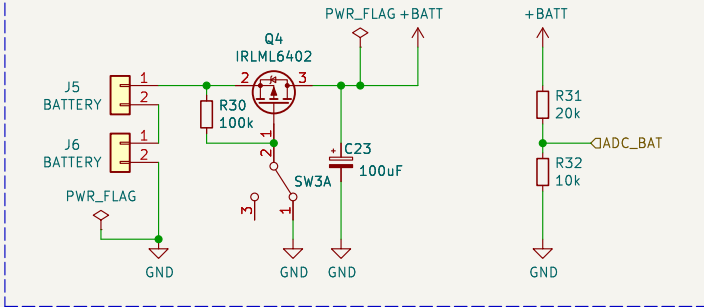 PWR_FLAG +BATT
+BATT
Q4
IRLML6402
J5
BATTERY
1
2
2
3
R30
100k
1
2
J6
BATTERY
1
2
C23
100uF
+
SW3A
3
1
PWR_FLAG
R31
20k
ADC_BAT
R32
10k
GND
GND
GND
GND